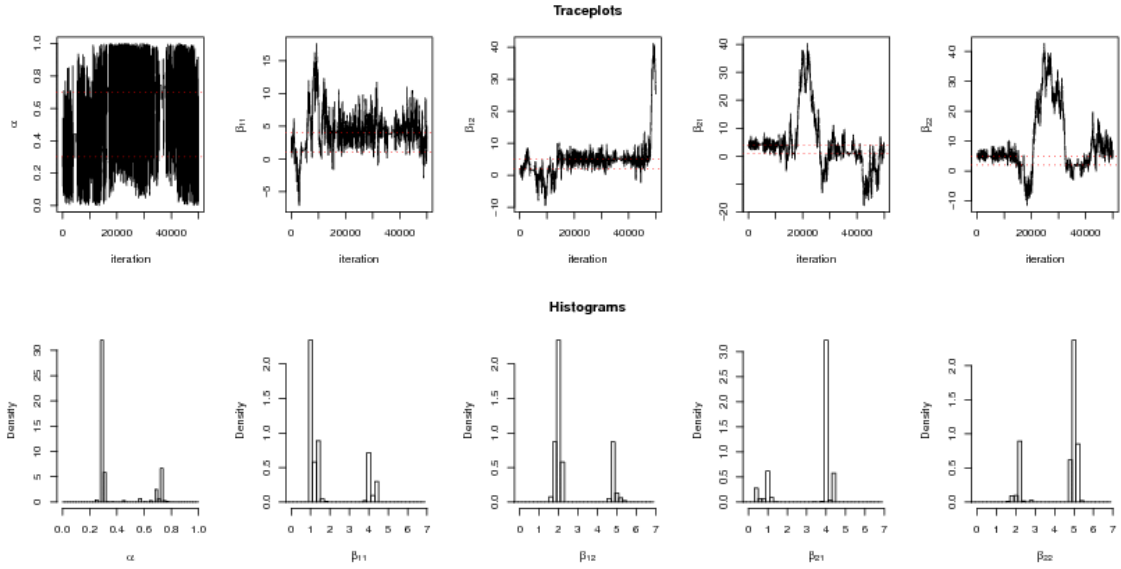 Traceplots
α
0.0 0.2 0.4 0.6 0.8 1.0
0 20000 40000
iteration
β11
−5 0 5 10 15
0 20000 40000
iteration
β12
−10 0 10 20 30 40
0 20000 40000
iteration
β21
−20 0 10 20 30 40
0 20000 40000
iteration
β22
−10 0 10 20 30 40
0 20000 40000
iteration
Histograms
Density
0 5 10 15 20 25 30
0.0 0.2 0.4 0.6 0.8 1.0
α
Density
0.0 0.5 1.0 1.5 2.0
0 1 2 3 4 5 6 7
β11
Density
0.0 0.5 1.0 1.5 2.0
0 1 2 3 4 5 6 7
β12
Density
0.0 0.5 1.0 1.5 2.0 2.5 3.0
0 1 2 3 4 5 6 7
β21
Density
0.0 0.5 1.0 1.5 2.0
0 1 2 3 4 5 6 7
β22